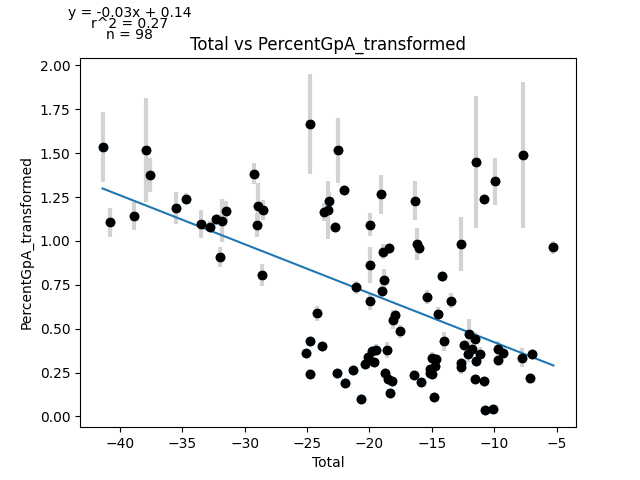 y = -0.03x + 0.14
r^2 = 0.27
n = 98
Total vs PercentGpA_transformed
PercentGpA_transformed
2.00
1.75
1.50
1.25
1.00
0.75
0.50
0.25
0.00
−40
−35
−30
−25
−20
−15
−10
−5
Total